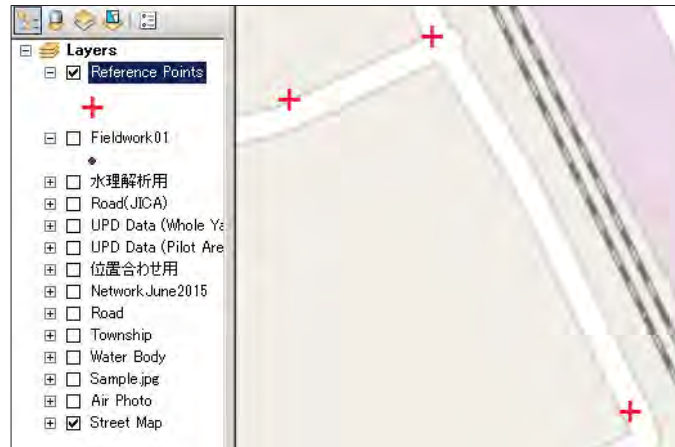 Layers
Reference Points
Fieldwork01
水理解析用
Road(JICA)
UPD Data (Whole Ya
UPD Data (Pilot Are
位置合わせ用
NetworkJune2015
Road
Township
Water Body
Sample.jpg
Air Photo
Street Map